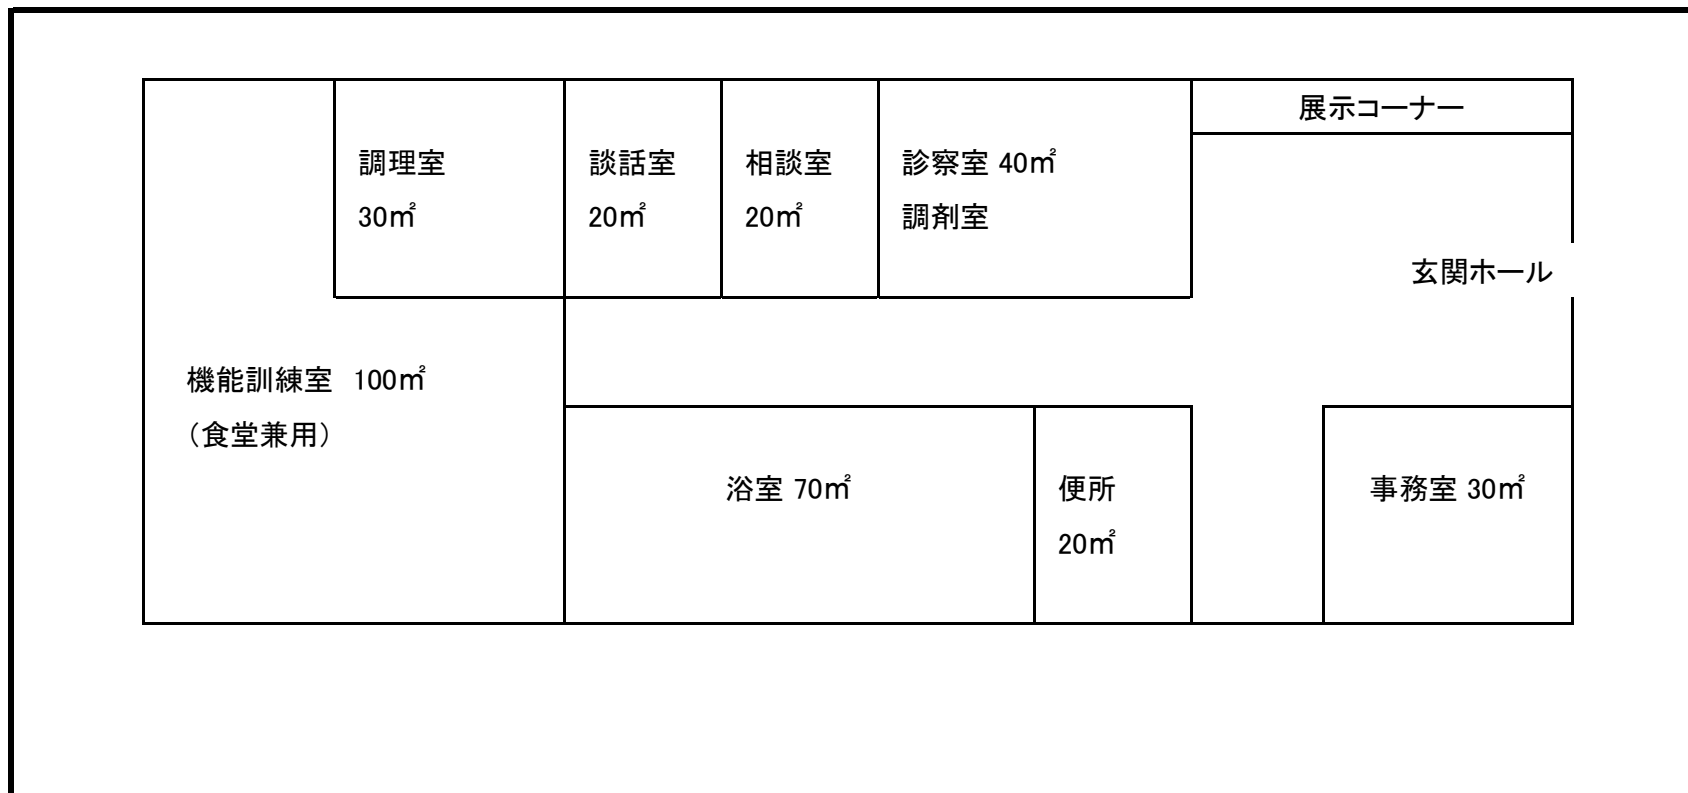 展示コーナー
調理室
30㎡
談話室
20㎡
相談室
20㎡
診察室 40㎡
調剤室
玄関ホール
機能訓練室 100㎡
（食堂兼用）
浴室 70㎡
便所
20㎡
事務室 30㎡